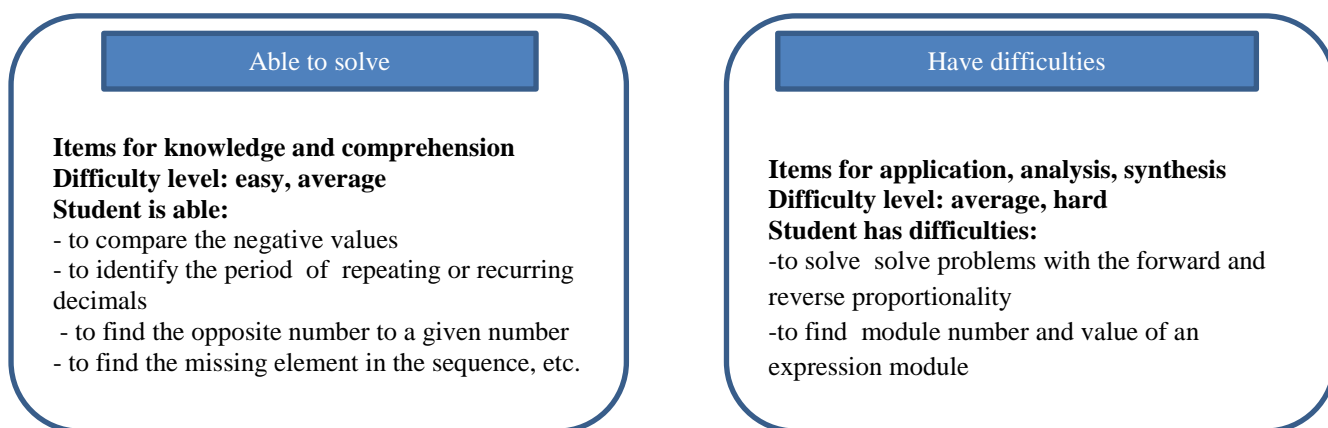 Able to solve
Items for knowledge and comprehension
Difficulty level: easy, average
Student is able:
- to compare the negative values
- to identify the period of repeating or recurring
decimals
- to find the opposite number to a given number
- to find the missing element in the sequence, etc.
Have difficulties
Items for application, analysis, synthesis
Difficulty level: average, hard
Student has difficulties:
-to solve solve problems with the forward and
reverse proportionality
-to find module number and value of an
expression module